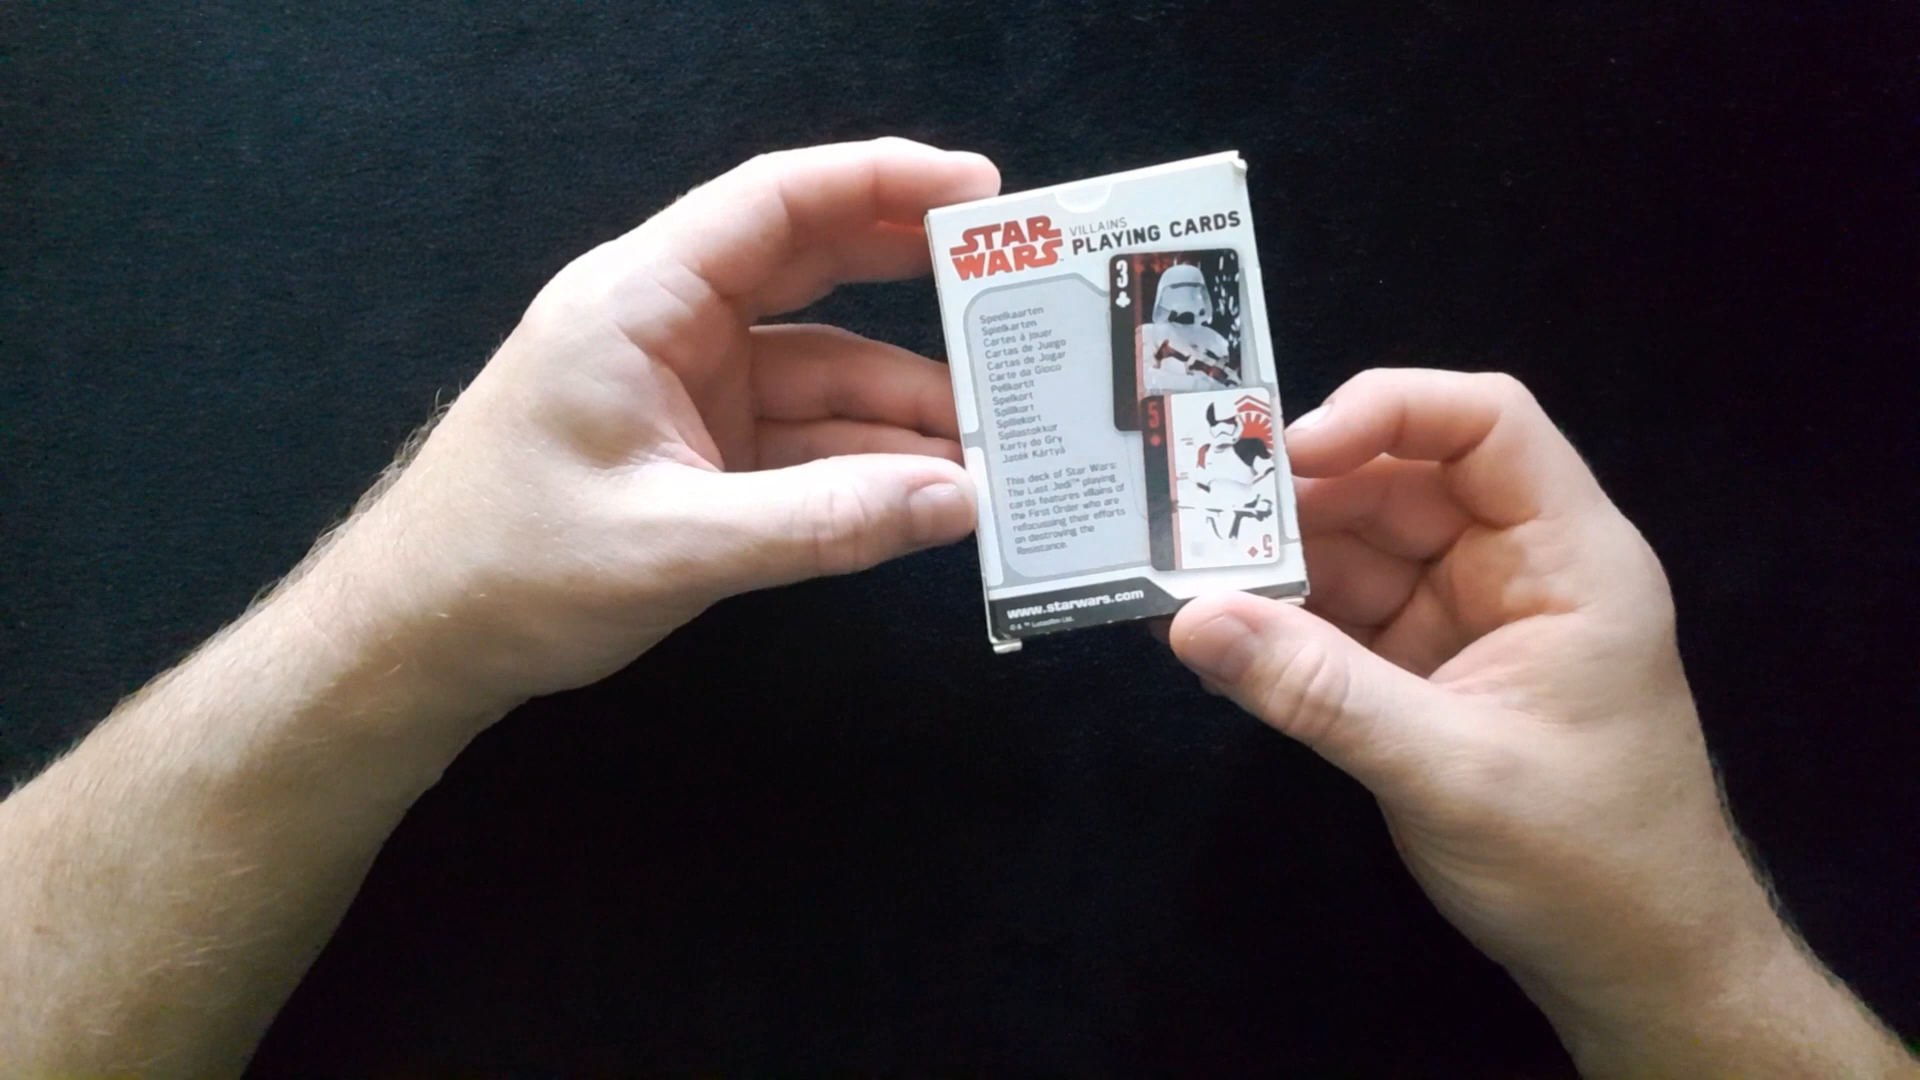 STAR
WARS
VILLAINS
PLAYING CARDS
3
Speelkaarten
Spielkarten
Cartes à jouer
Cartas de Juego
Cartas de Jogar
Carte da Gioco
Pelikortit
Spelkort
Spillkort
Spillekort
Spilastokkur
Karty do Gry
Játék Kártyá
5
This deck of Star Wars:
The Last Jedi™ playing
cards features villains of
the First Order who are
refocussing their efforts
on destroying the
Resistance.
5
www.starwars.com
© & ™ Lucasfilm Ltd.